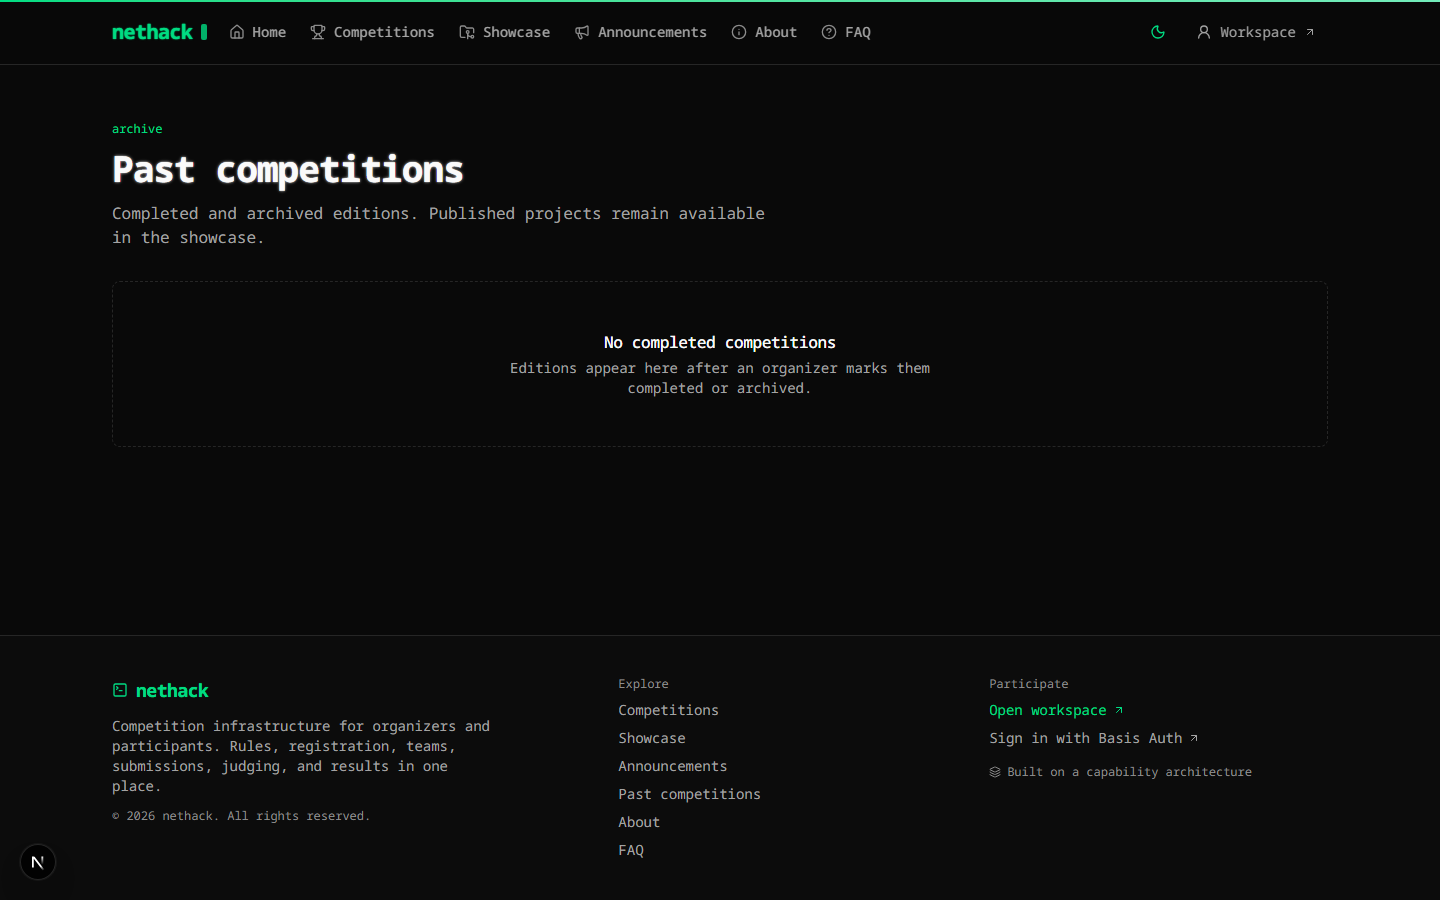 nethack
Home
Competitions
Showcase
Announcements
About
FAQ
Workspace
archive
Past competitions
Completed and archived editions. Published projects remain available
in the showcase.
No completed competitions
Editions appear here after an organizer marks them
completed or archived.
nethack
Competition infrastructure for organizers and
participants. Rules, registration, teams,
submissions, judging, and results in one
place.
© 2026 nethack. All rights reserved.
Explore
Competitions
Showcase
Announcements
Past competitions
About
FAQ
Participate
Open workspace
Sign in with Basis Auth
Built on a capability architecture
N